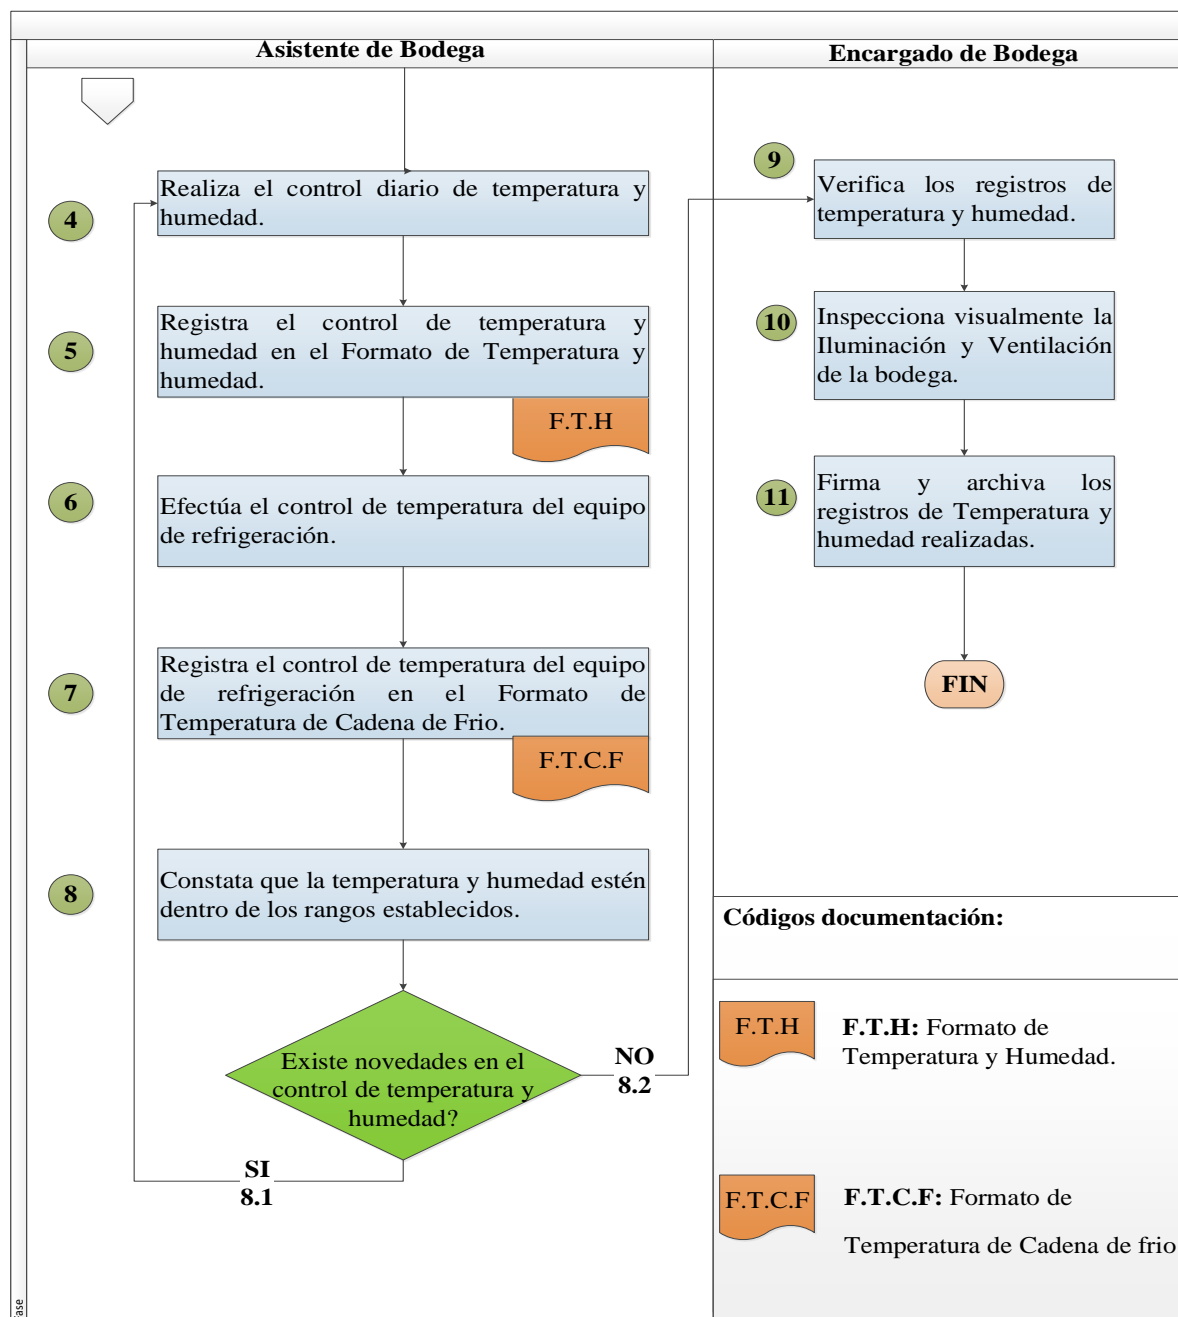 Asistente de Bodega
Encargado de Bodega
4
Realiza el control diario de temperatura y
humedad.
5
Registra el control de temperatura y
humedad en el Formato de Temperatura y
humedad.
F.T.H
6
Efectúa el control de temperatura del equipo
de refrigeración.
7
Registra el control de temperatura del equipo
de refrigeración en el Formato de
Temperatura de Cadena de Frio.
F.T.C.F
8
Constata que la temperatura y humedad estén
dentro de los rangos establecidos.
Existe novedades en el
control de temperatura y
humedad?
NO
8.2
SI
8.1
9
Verifica los registros de
temperatura y humedad.
10
Inspecciona visualmente la
Iluminación y Ventilación
de la bodega.
11
Firma y archiva los
registros de Temperatura y
humedad realizadas.
FIN
Códigos documentación:
F.T.H
F.T.H: Formato de
Temperatura y Humedad.
F.T.C.F
F.T.C.F: Formato de
Temperatura de Cadena de frio